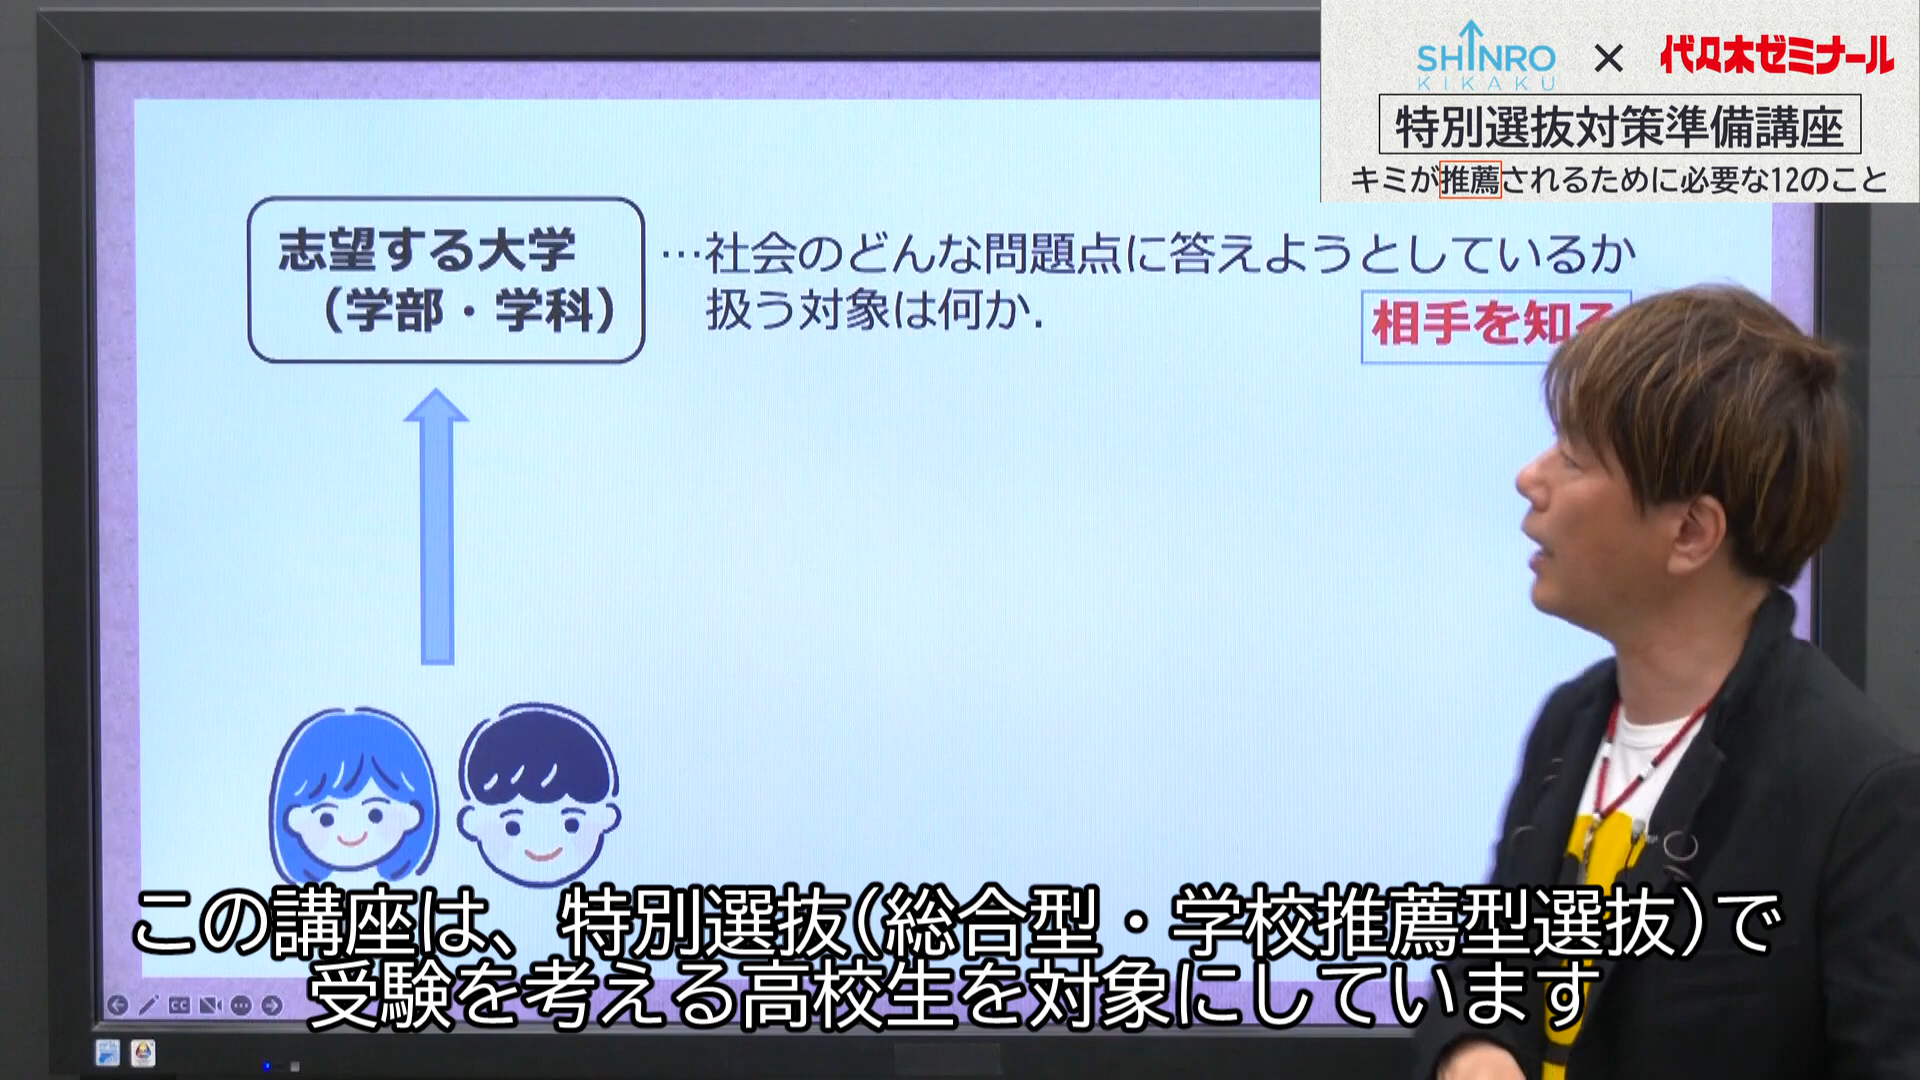 SHINRO
KIKAKU
×
代々木ゼミナール
特別選抜対策準備講座
キミが推薦されるために必要な12のこと
志望する大学
（学部・学科）
…社会のどんな問題点に答えようとしているか
扱う対象は何か．
相手を知る
CC
この講座は、特別選抜（総合型・学校推薦型選抜）で
受験を考える高校生を対象にしています